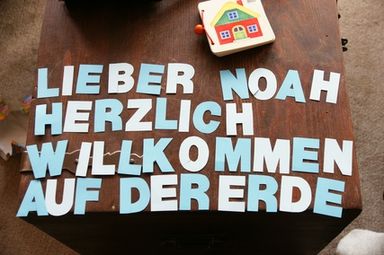 LIEBER NOAH
HERZLICH
WILLKOMMEN
AUF DER ERDE